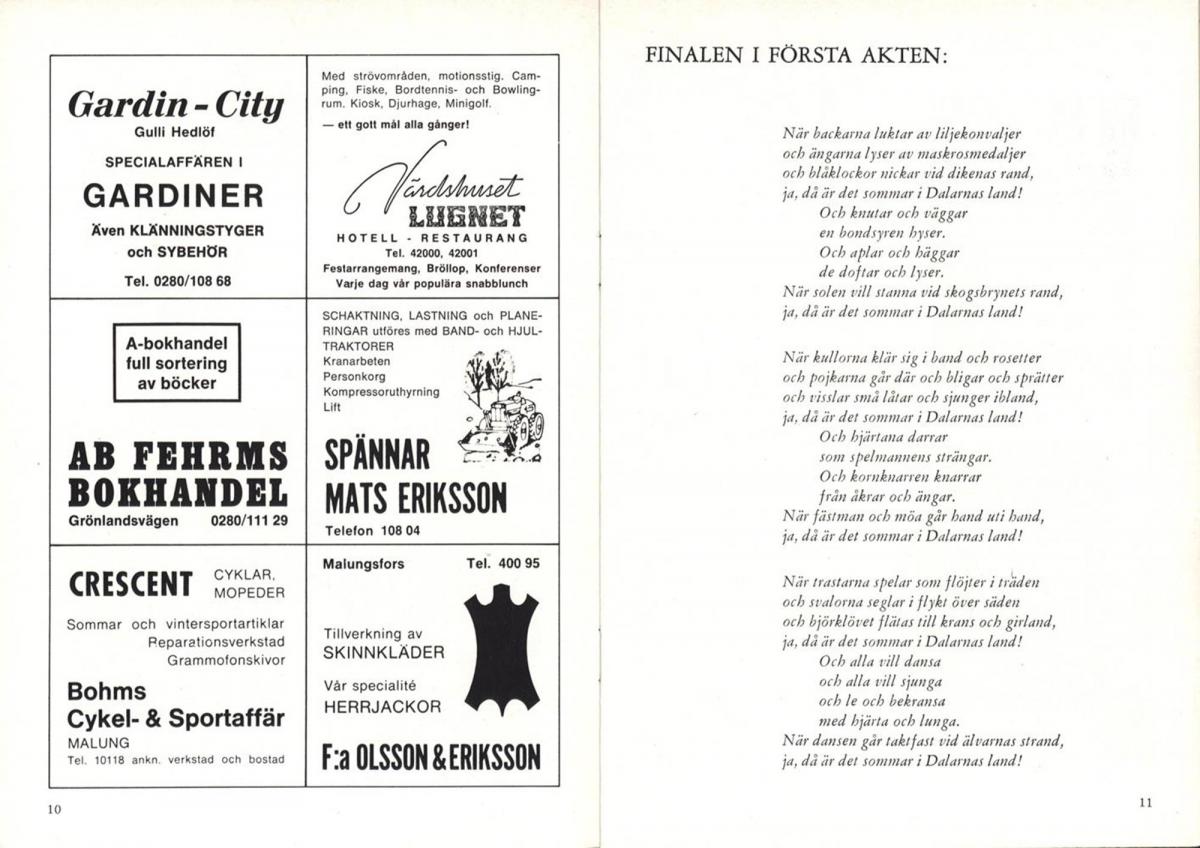 Gardin - City
Gulli Hedlöf
SPECIALAFFÄREN I
GARDINER
Även KLÄNNINGSTYGER
och SYBEHÖR
Tel. 0280/108 68
Med strövområden, motionsstig. Cam-
ping, Fiske, Bordtennis- och Bowling-
rum. Kiosk, Djurhage, Minigolf.
— ett gott mål alla gånger!
Värdshuset
LUGNET
HOTELL - RESTAURANG
Tel. 42000, 42001
Festarrangemang, Bröllop, Konferenser
Varje dag vår populära snabblunch
A-bokhandel
full sortering
av böcker
AB FEHRMS
BOKHANDEL
Grönlandsvägen 0280/111 29
SCHAKTNING, LASTNING och PLANE-
RINGAR utföres med BAND- och HJUL-
TRAKTORER
Kranarbeten
Personkorg
Kompressoruthyrning
Lift
SPÄNNAR
MATS ERIKSSON
Telefon 108 04
CRESCENT CYKLAR,
MOPEDER
Sommar och vintersportartiklar
Reparationsverkstad
Grammofonskivor
Bohms
Cykel- & Sportaffär
MALUNG
Tel. 10118 ankn. verkstad och bostad
Malungsfors Tel. 400 95
Tillverkning av
SKINNKLÄDER
Vår specialité
HERRJACKOR
F:a OLSSON & ERIKSSON
10
FINALEN I FÖRSTA AKTEN:
När backarna luktar av liljekonvaljer
och ängarna lyser av maskrosmedaljer
och blåklockor nickar vid dikenas rand,
ja, då är det sommar i Dalarnas land!
Och knutar och väggar
en bondsyren hyser.
Och aplar och häggar
de doftar och lyser.
När solen vill stanna vid skogsbrynets rand,
ja, då är det sommar i Dalarnas land!
När kullorna klär sig i band och rosetter
och pojkarna går där och bligar och sprätter
och visslar små låtar och sjunger ibland,
ja, då är det sommar i Dalarnas land!
Och hjärtana darrar
som spelmannens strängar.
Och kornknarren knarrar
från åkrar och ängar.
När fästman och möa går hand uti hand,
ja, då är det sommar i Dalarnas land!
När trastarna spelar som flöjter i träden
och svalorna seglar i flykt över säden
och björklövet flätas till krans och girland,
ja, då är det sommar i Dalarnas land!
Och alla vill dansa
och alla vill sjunga
och le och bekransa
med hjärta och lunga.
När dansen går taktfast vid älvarnas strand,
ja, då är det sommar i Dalarnas land!
11